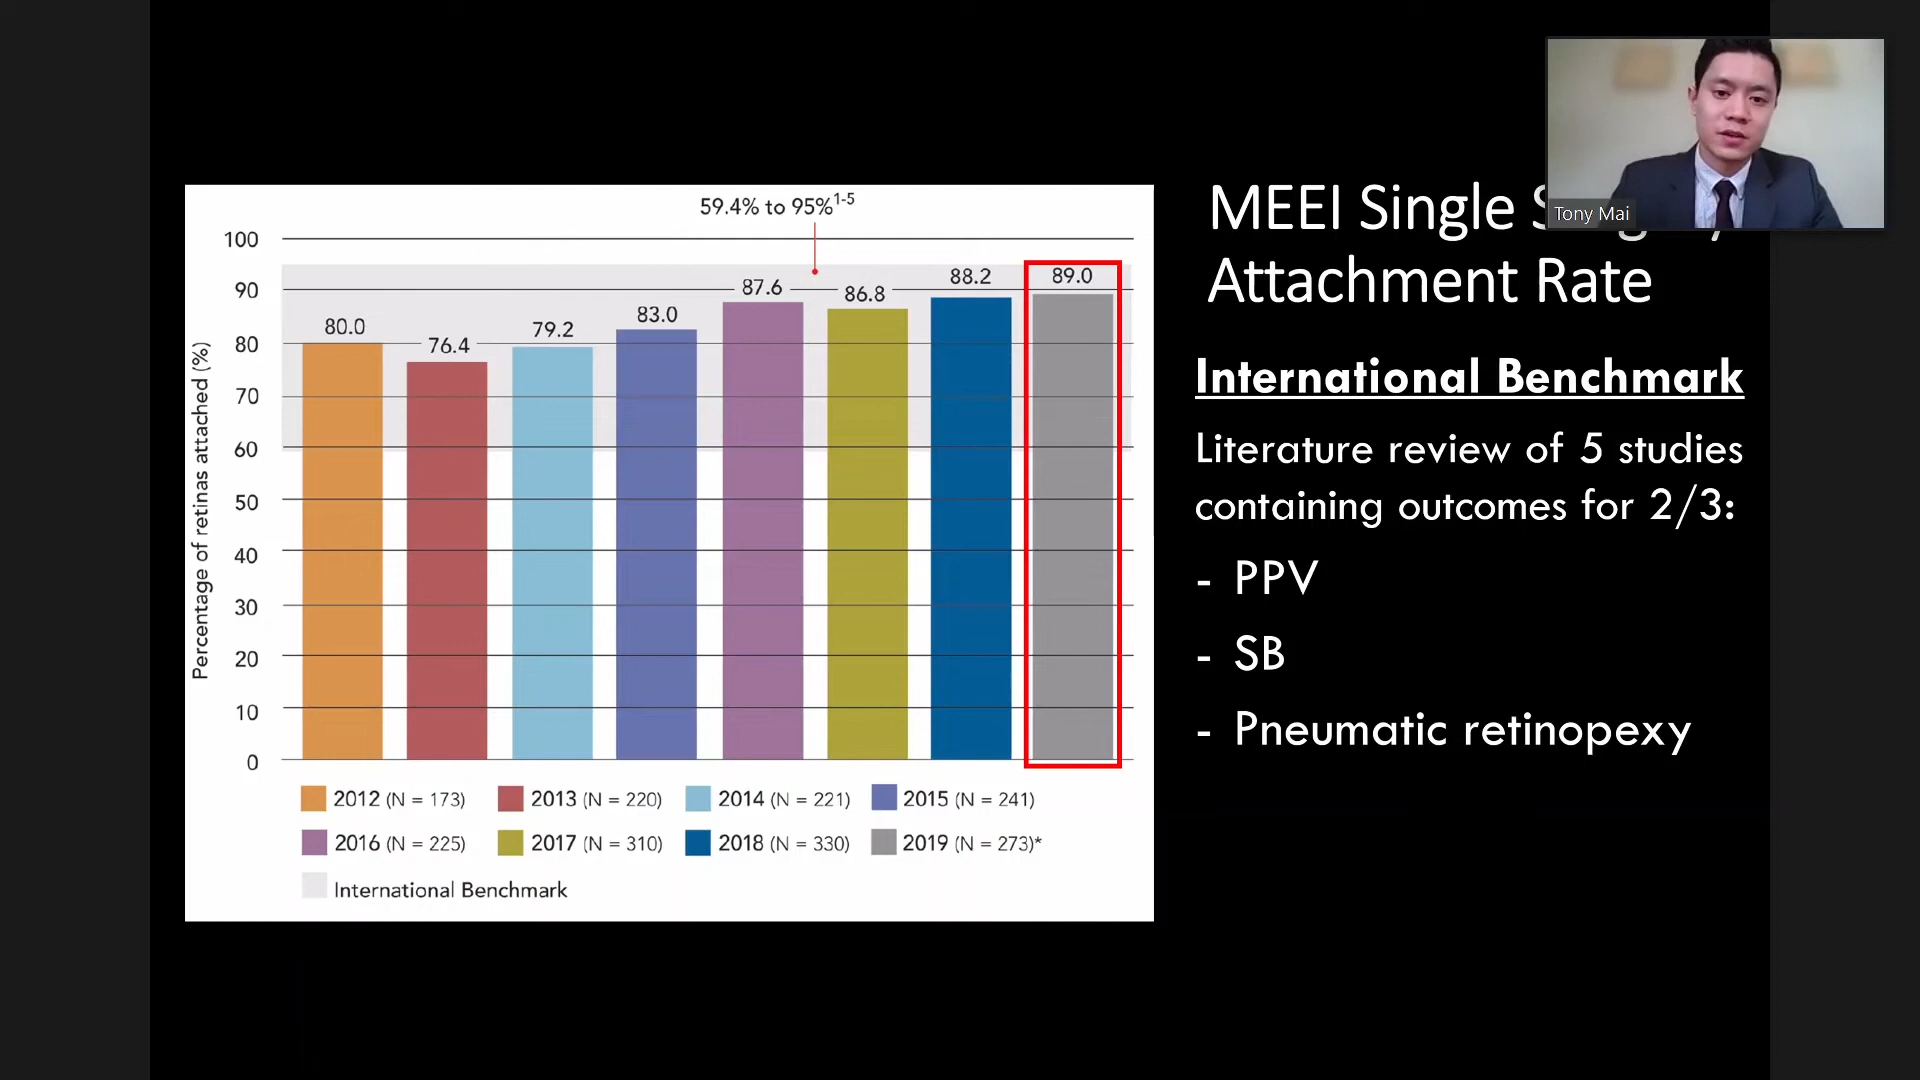 59.4% to 95%1-5
100
90
80
70
60
50
40
30
20
10
0
Percentage of retinas attached (%)
80.0
76.4
79.2
83.0
87.6
86.8
88.2
89.0
2012 (N = 173) 2013 (N = 220) 2014 (N = 221) 2015 (N = 241)
2016 (N = 225) 2017 (N = 310) 2018 (N = 330) 2019 (N = 273)*
International Benchmark
Tony Mai
MEEI Single
Attachment Rate
International Benchmark
Literature review of 5 studies
containing outcomes for 2/3:
- PPV
- SB
- Pneumatic retinopexy